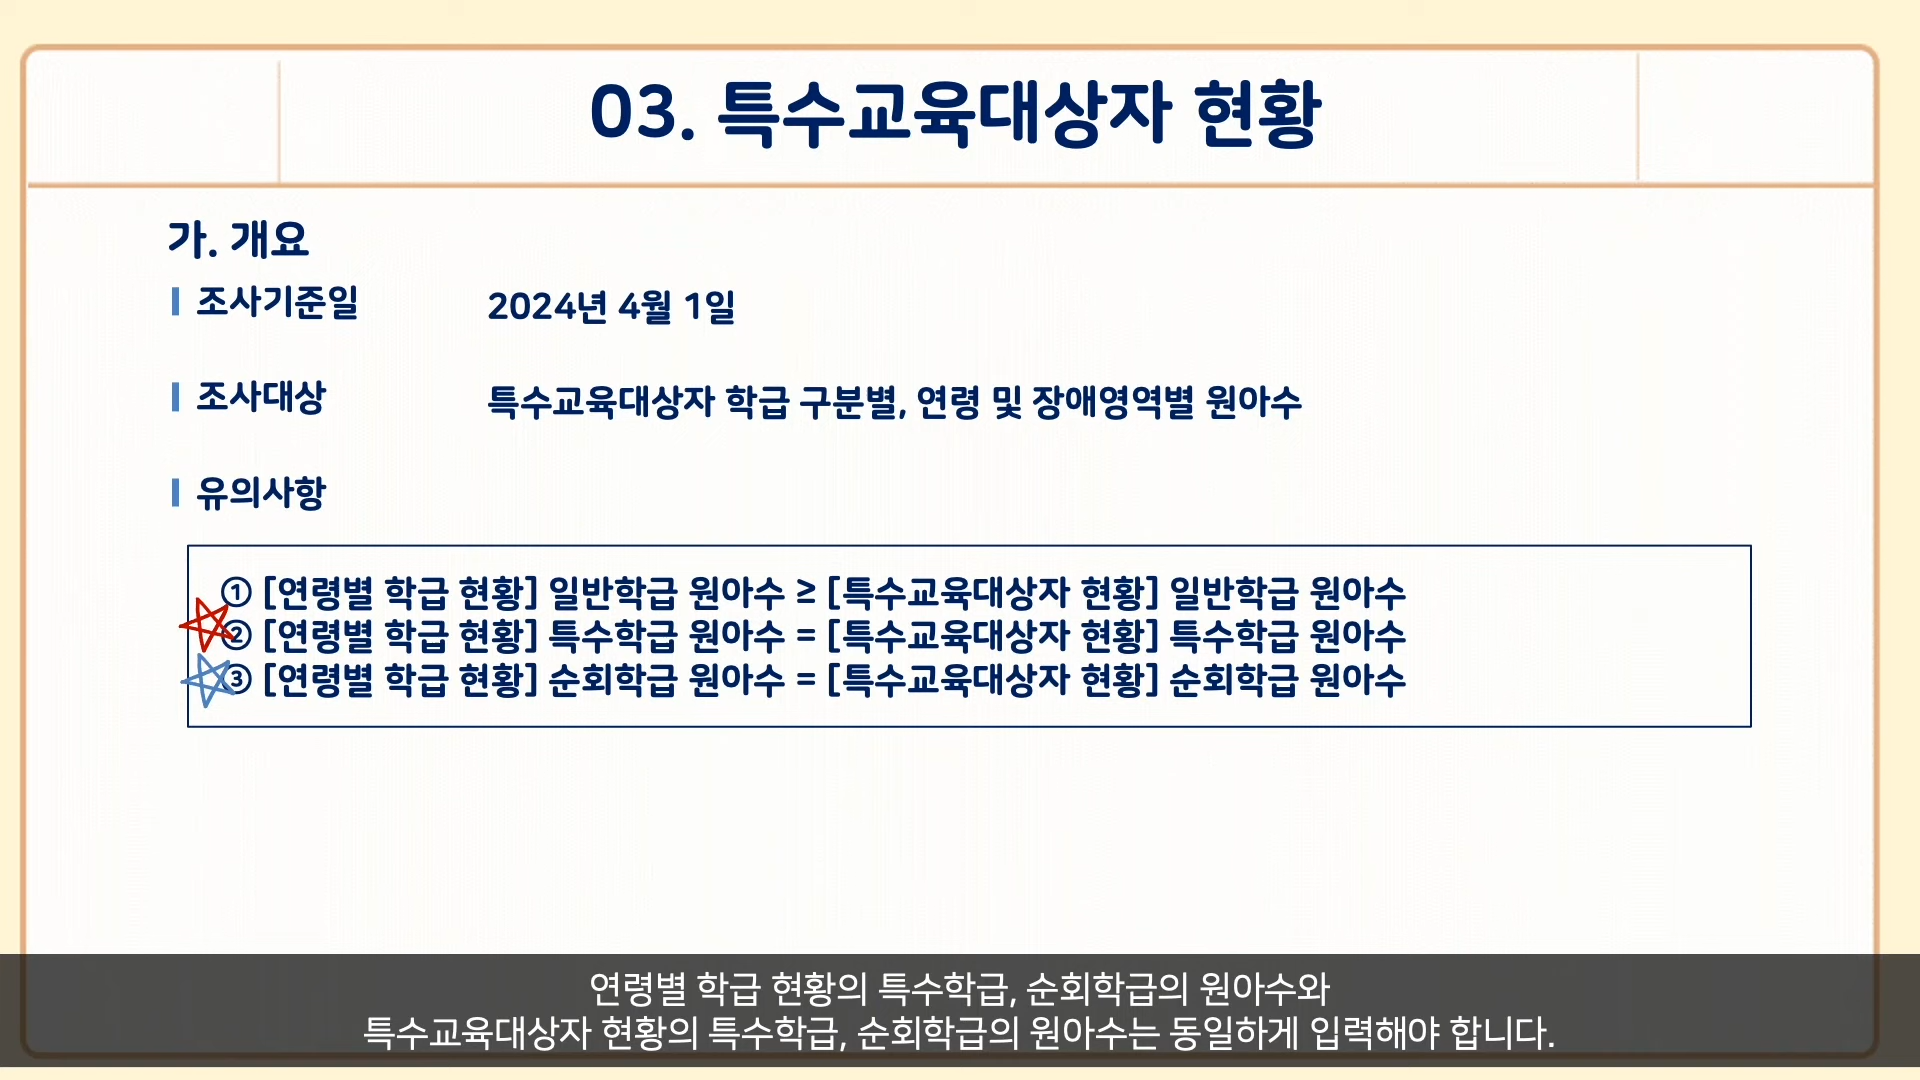 03. 특수교육대상자 현황
가. 개요
조사기준일 2024년 4월 1일
조사대상 특수교육대상자 학급 구분별, 연령 및 장애영역별 원아수
유의사항
① [연령별 학급 현황] 일반학급 원아수 ≥ [특수교육대상자 현황] 일반학급 원아수
② [연령별 학급 현황] 특수학급 원아수 = [특수교육대상자 현황] 특수학급 원아수
③ [연령별 학급 현황] 순회학급 원아수 = [특수교육대상자 현황] 순회학급 원아수
연령별 학급 현황의 특수학급, 순회학급의 원아수와
특수교육대상자 현황의 특수학급, 순회학급의 원아수는 동일하게 입력해야 합니다.